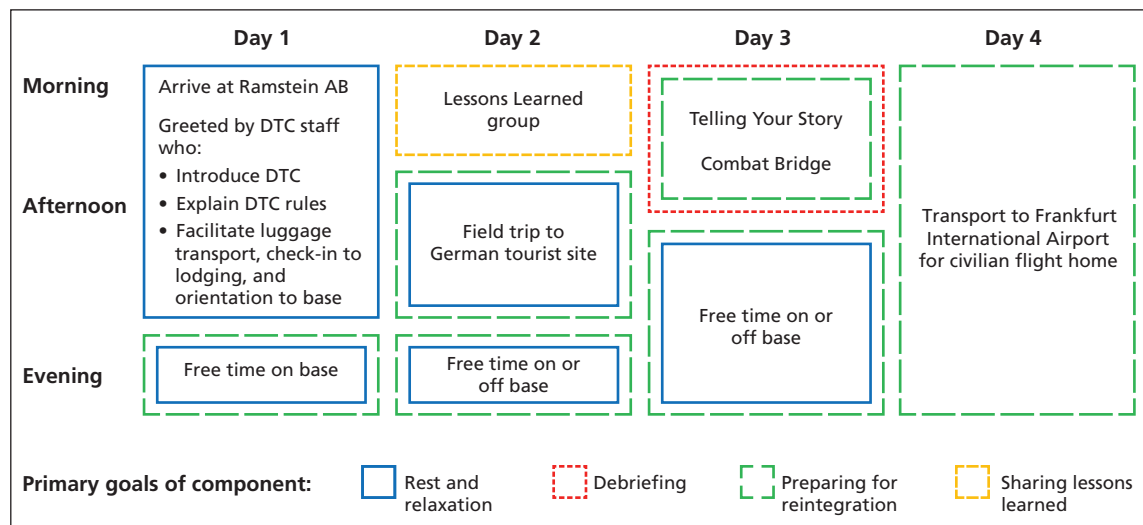 Day 1
Day 2
Day 3
Day 4
Morning
Afternoon
Evening
Arrive at Ramstein AB
Greeted by DTC staff
who:
• Introduce DTC
• Explain DTC rules
• Facilitate luggage
transport, check-in to
lodging, and
orientation to base
Free time on base
Lessons Learned
group
Field trip to
German tourist site
Free time on or
off base
Telling Your Story
Combat Bridge
Free time on or
off base
Transport to Frankfurt
International Airport
for civilian flight home
Primary goals of component:
Rest and
relaxation
Debriefing
Preparing for
reintegration
Sharing lessons
learned